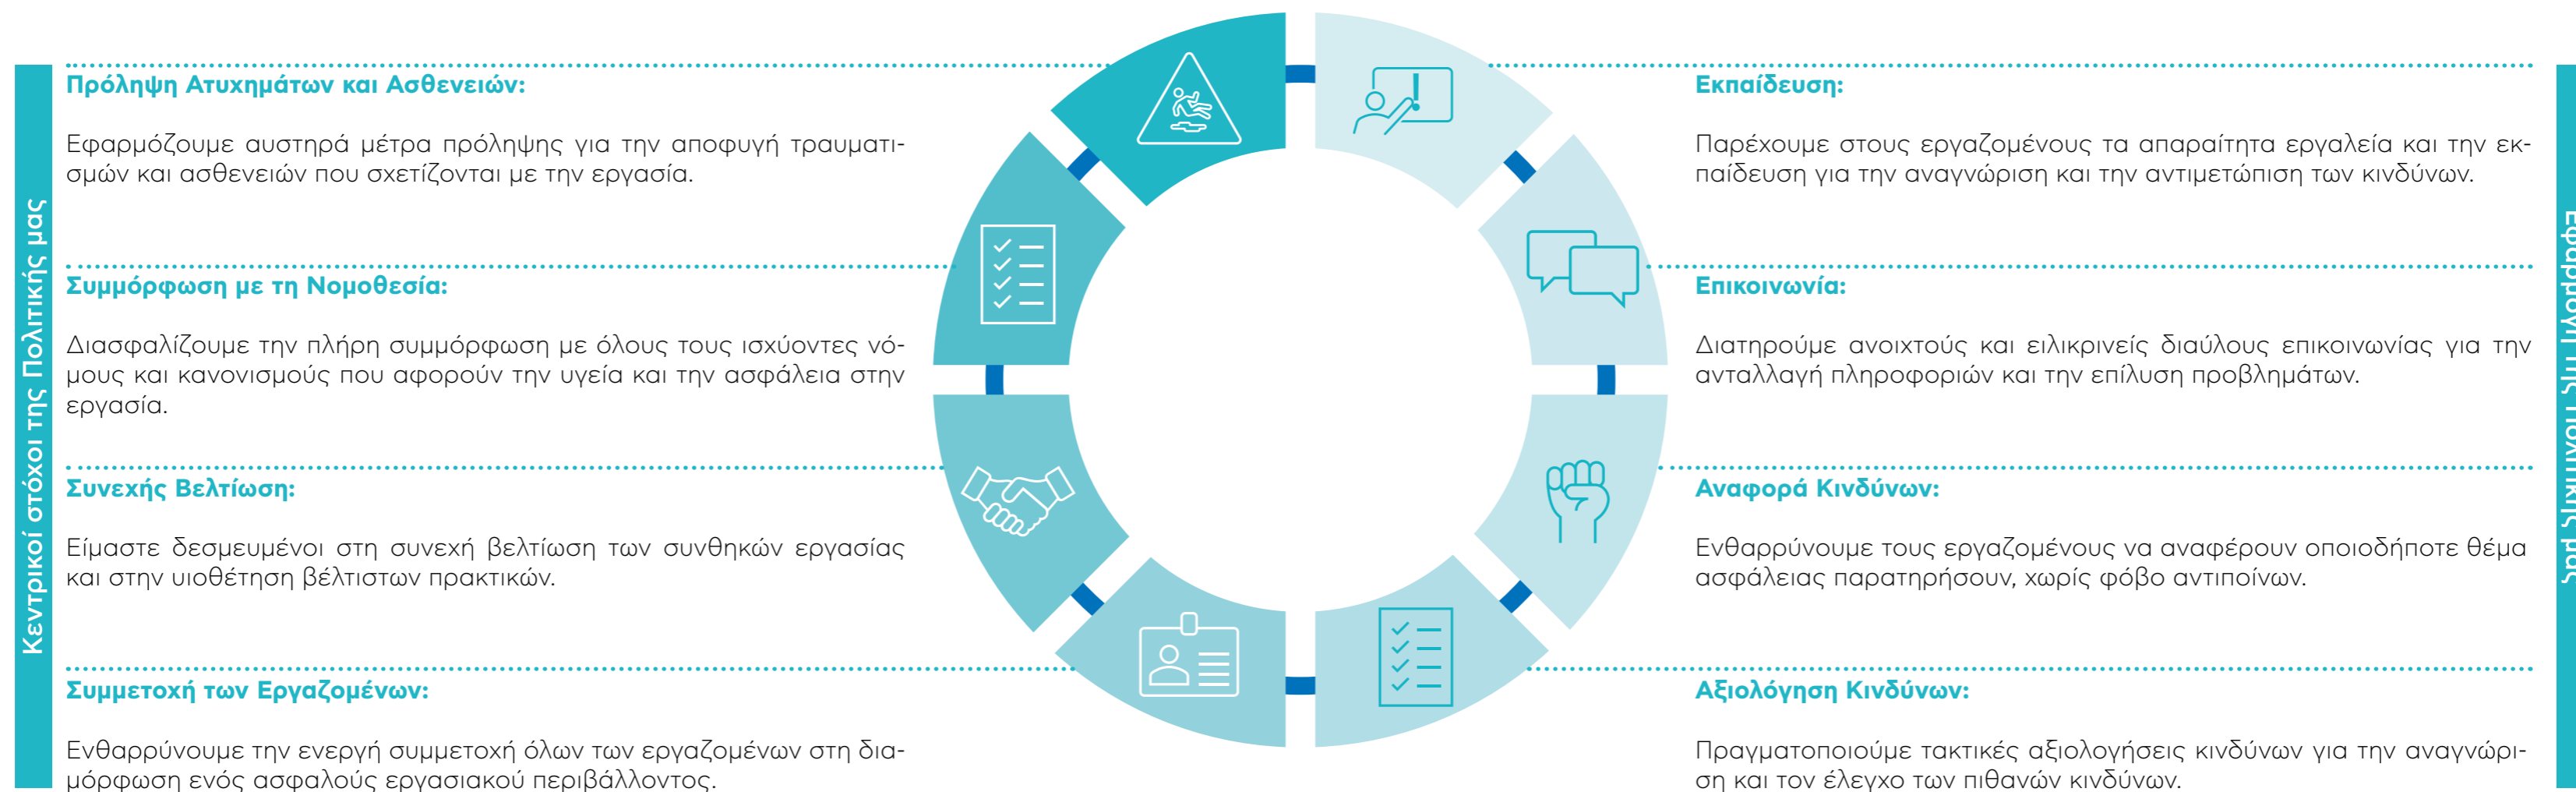 Κεντρικοί στόχοι της Πολιτικής μας
Πρόληψη Ατυχημάτων και Ασθενειών:
Εφαρμόζουμε αυστηρά μέτρα πρόληψης για την αποφυγή τραυματι-
σμών και ασθενειών που σχετίζονται με την εργασία.
Συμμόρφωση με τη Νομοθεσία:
Διασφαλίζουμε την πλήρη συμμόρφωση με όλους τους ισχύοντες νό-
μους και κανονισμούς που αφορούν την υγεία και την ασφάλεια στην
εργασία.
Συνεχής Βελτίωση:
Είμαστε δεσμευμένοι στη συνεχή βελτίωση των συνθηκών εργασίας
και στην υιοθέτηση βέλτιστων πρακτικών.
Συμμετοχή των Εργαζομένων:
Ενθαρρύνουμε την ενεργή συμμετοχή όλων των εργαζομένων στη δια-
μόρφωση ενός ασφαλούς εργασιακού περιβάλλοντος.
Εκπαίδευση:
Παρέχουμε στους εργαζομένους τα απαραίτητα εργαλεία και την εκ-
παίδευση για την αναγνώριση και την αντιμετώπιση των κινδύνων.
Επικοινωνία:
Διατηρούμε ανοιχτούς και ειλικρινείς διαύλους επικοινωνίας για την
ανταλλαγή πληροφοριών και την επίλυση προβλημάτων.
Αναφορά Κινδύνων:
Ενθαρρύνουμε τους εργαζομένους να αναφέρουν οποιοδήποτε θέμα
ασφάλειας παρατηρήσουν, χωρίς φόβο αντιποίνων.
Αξιολόγηση Κινδύνων:
Πραγματοποιούμε τακτικές αξιολογήσεις κινδύνων για την αναγνώρι-
ση και τον έλεγχο των πιθανών κινδύνων.
Εφαρμογή της Πολιτικής μας